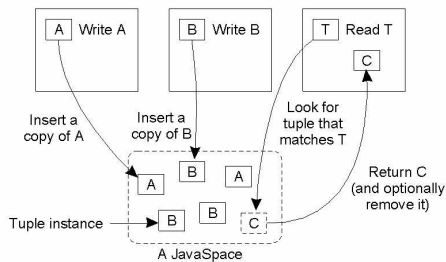 A Write A
B Write B
T Read T
C
Insert a
copy of A
Insert a
copy of B
Look for
tuple that
matches T
Return C
(and optionally
remove it)
A
B
A
B
B
C
Tuple instance
A JavaSpace